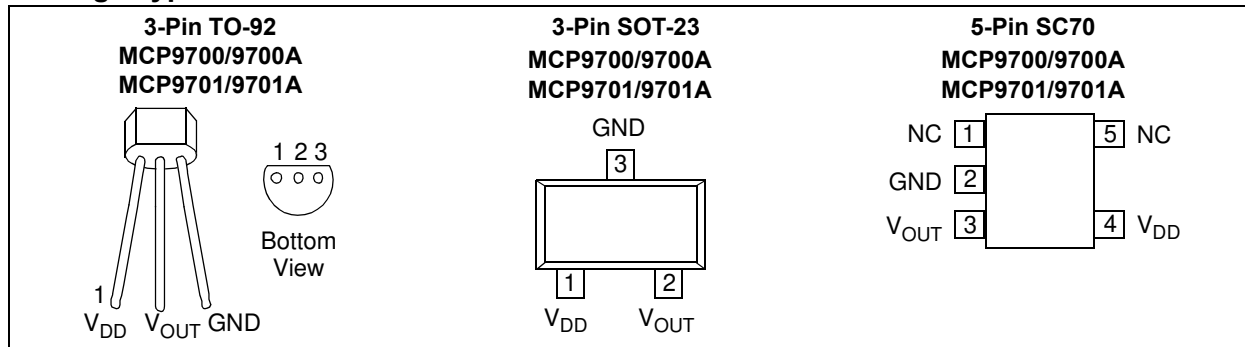 3-Pin TO-92
MCP9700/9700A
MCP9701/9701A
1 2 3
Bottom
View
1
VDD VOUT GND
3-Pin SOT-23
MCP9700/9700A
MCP9701/9701A
GND
3
1 2
VDD VOUT
5-Pin SC70
MCP9700/9700A
MCP9701/9701A
NC 1 5 NC
GND 2
VOUT 3 4 VDD